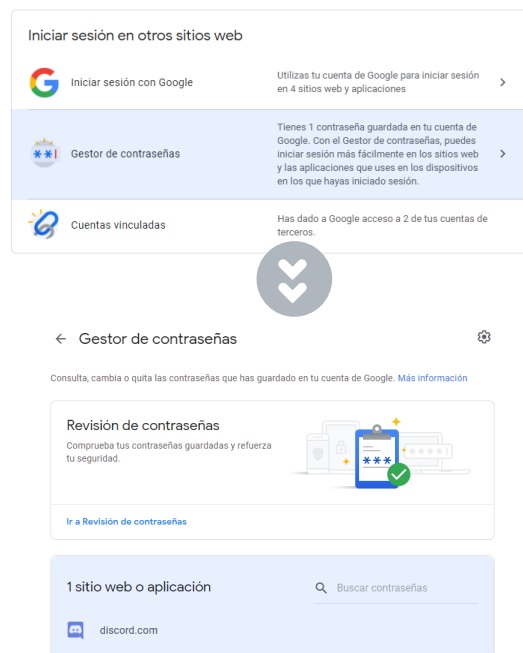 Iniciar sesión en otros sitios web
Iniciar sesión con Google
Utilizas tu cuenta de Google para iniciar sesión
en 4 sitios web y aplicaciones
Gestor de contraseñas
Tienes 1 contraseña guardada en tu cuenta de
Google. Con el Gestor de contraseñas, puedes
iniciar sesión más fácilmente en los sitios web
y las aplicaciones que uses en los dispositivos
en los que hayas iniciado sesión.
Cuentas vinculadas
Has dado a Google acceso a 2 de tus cuentas de
terceros.
Gestor de contraseñas
Consulta, cambia o quita las contraseñas que has guardado en tu cuenta de Google. Más información
Revisión de contraseñas
Comprueba tus contraseñas guardadas y refuerza
tu seguridad.
Ir a Revisión de contraseñas
1 sitio web o aplicación
Buscar contraseñas
discord.com